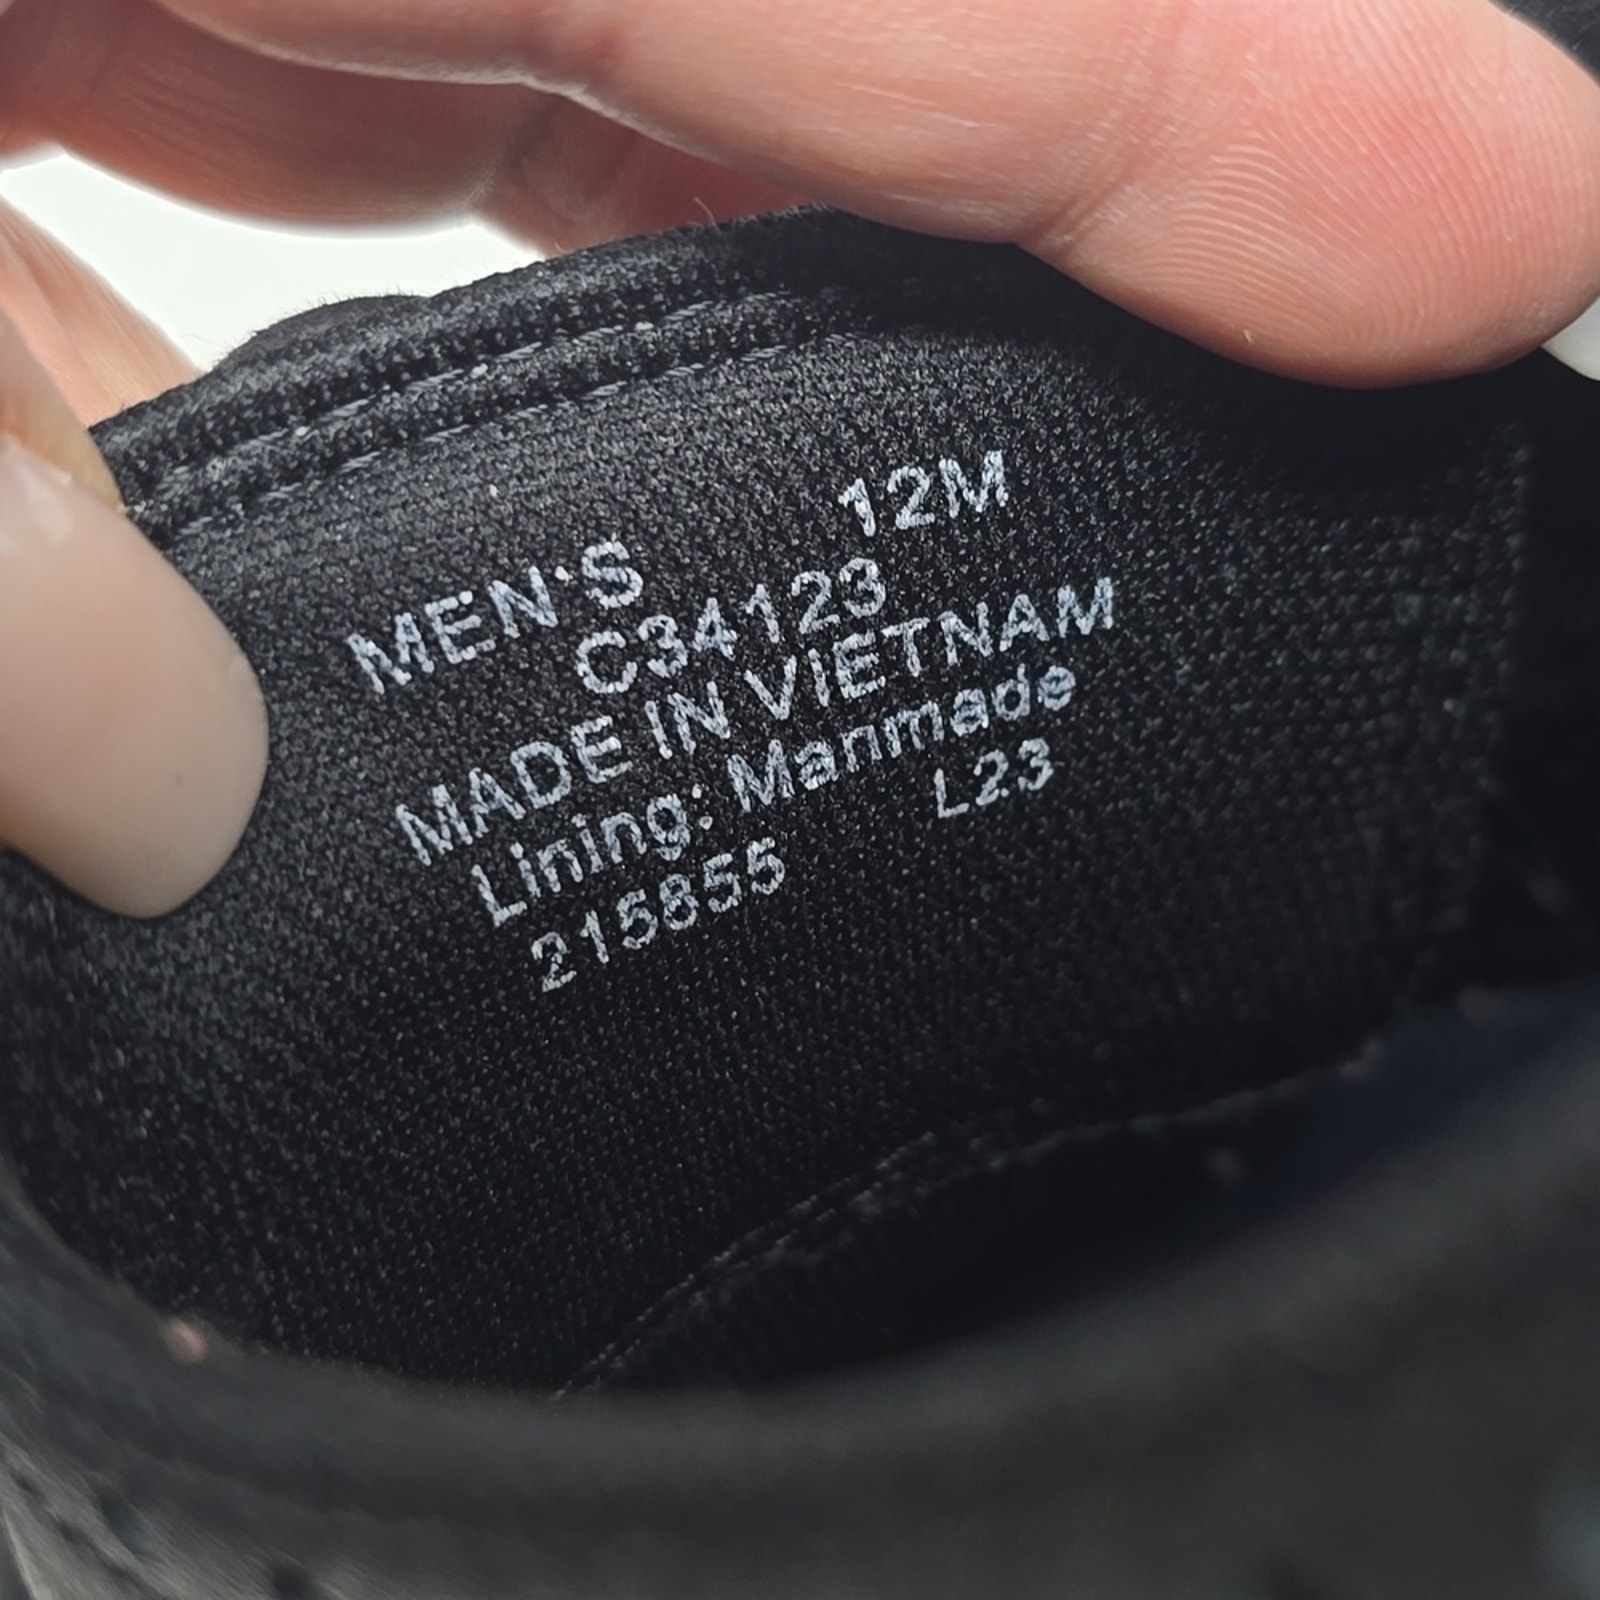 MEN'S 12M
C34123
MADE IN VIETNAM
Lining: Manmade
215855 L23